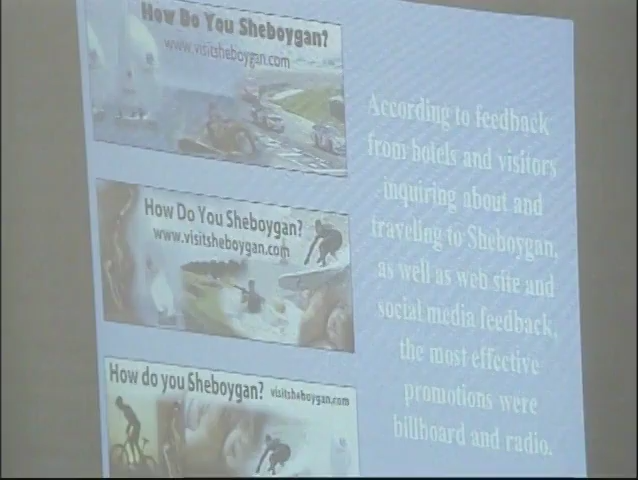 How Do You Sheboygan?
www.visitsheboygan.com
How Do You Sheboygan?
www.visitsheboygan.com
How do you Sheboygan? visitsheboygan.com
According to feedback
from hotels and visitors
inquiring about and
traveling to Sheboygan,
as well as web site and
social media feedback,
the most effective
promotions were
billboard and radio.